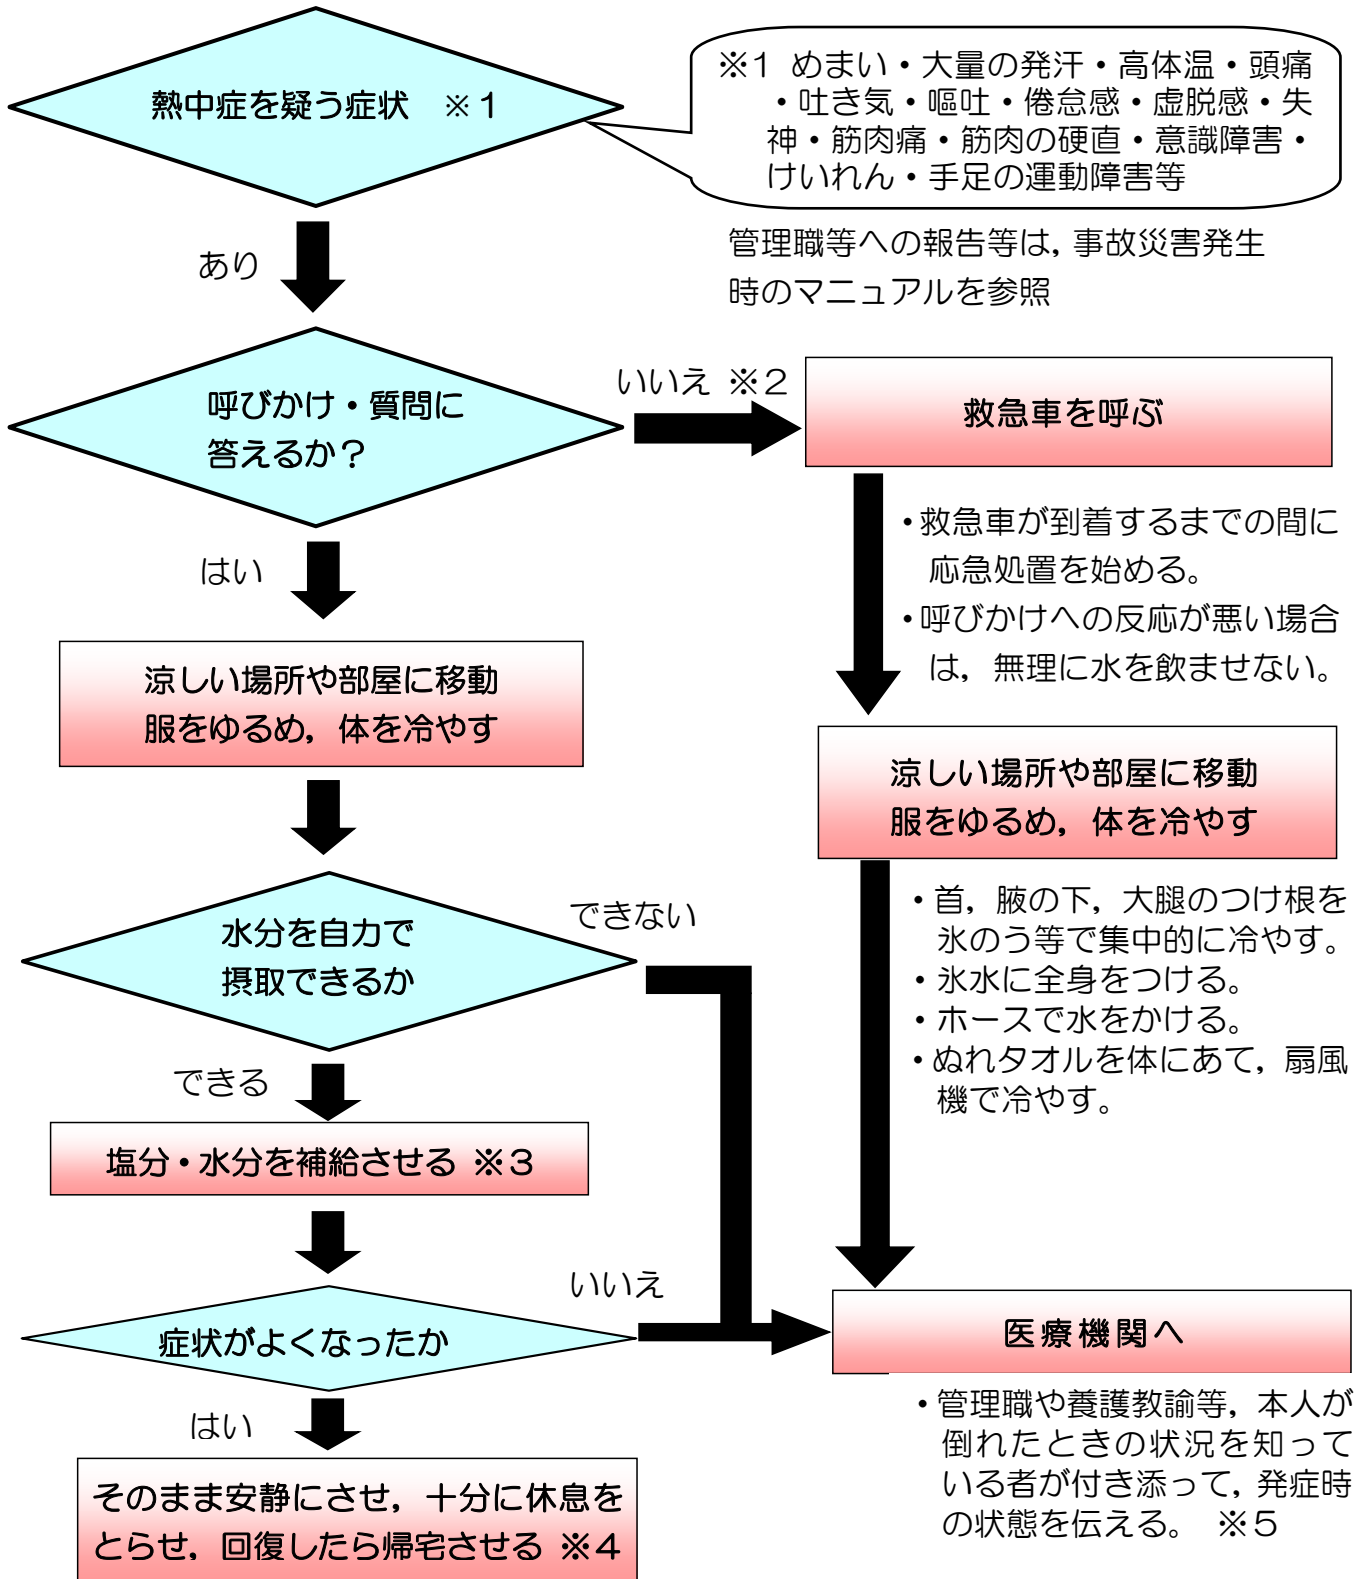 熱中症を疑う症状　※１
※1 めまい・大量の発汗・高体温・頭痛
・吐き気・嘔吐・倦怠感・虚脱感・失
神・筋肉痛・筋肉の硬直・意識障害・
けいれん・手足の運動障害等
管理職等への報告等は，事故災害発生
時のマニュアルを参照
あり
呼びかけ・質問に
答えるか？
いいえ ※２
救急車を呼ぶ
・救急車が到着するまでの間に
応急処置を始める。
・呼びかけへの反応が悪い場合
は，無理に水を飲ませない。
はい
涼しい場所や部屋に移動
服をゆるめ，体を冷やす
涼しい場所や部屋に移動
服をゆるめ，体を冷やす
・首，腋の下，大腿のつけ根を
氷のう等で集中的に冷やす。
・氷水に全身をつける。
・ホースで水をかける。
・ぬれタオルを体にあて，扇風
機で冷やす。
水分を自力で
摂取できるか
できない
できる
塩分・水分を補給させる ※３
症状がよくなったか
いいえ
医療機関へ
・管理職や養護教諭等，本人が
倒れたときの状況を知って
いる者が付き添って，発症時
の状態を伝える。　※５
はい
そのまま安静にさせ，十分に休息を
とらせ，回復したら帰宅させる ※４